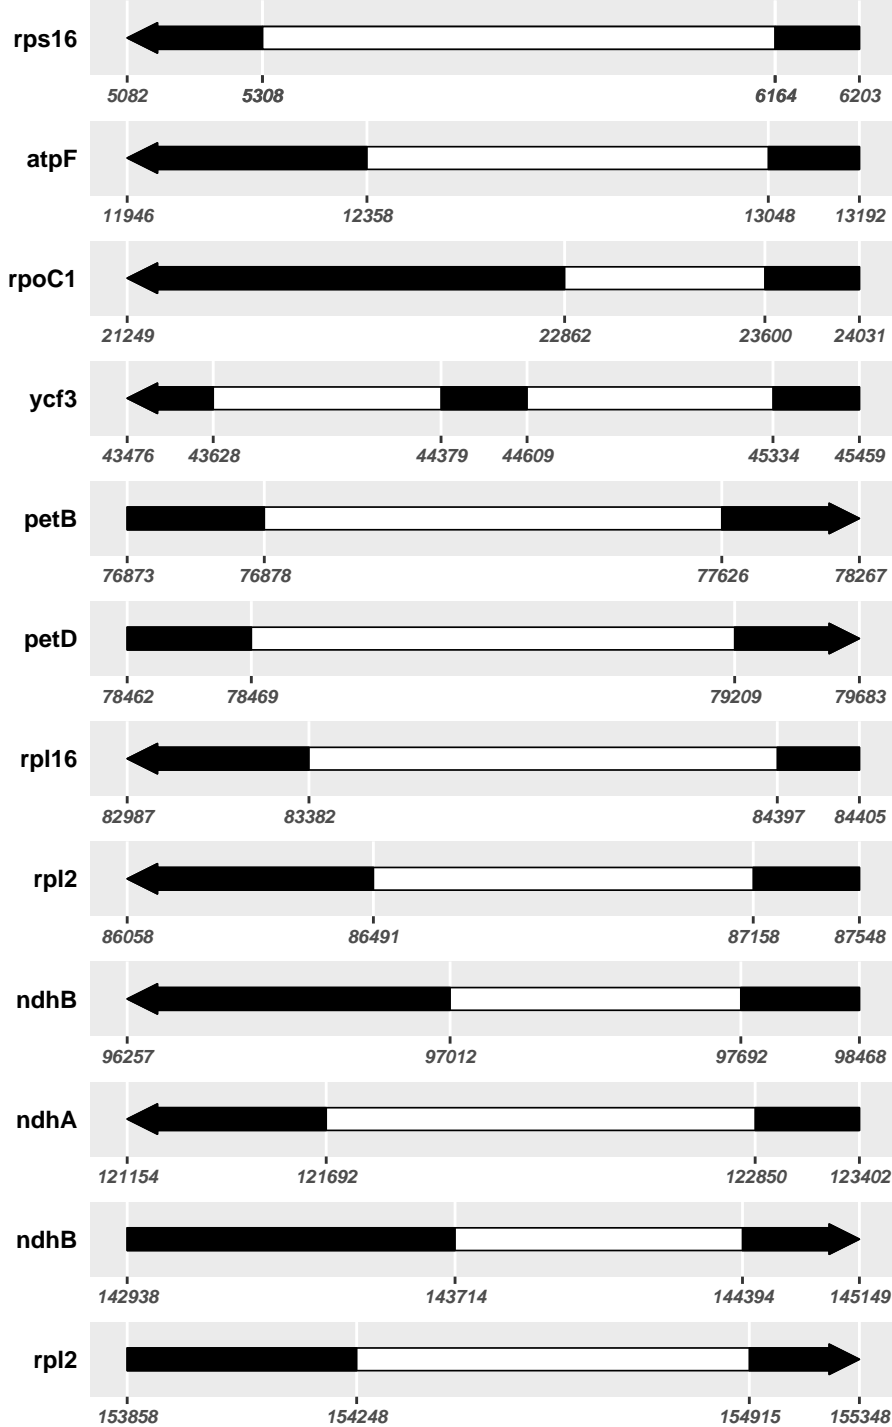 rps16
5082 5308 6164 6203
atpF
11946 12358 13048 13192
rpoC1
21249 22862 23600 24031
ycf3
43476 43628 44379 44609 45334 45459
petB
76873 76878 77626 78267
petD
78462 78469 79209 79683
rpl16
82987 83382 84397 84405
rpl2
86058 86491 87158 87548
ndhB
96257 97012 97692 98468
ndhA
121154 121692 122850 123402
ndhB
142938 143714 144394 145149
rpl2
153858 154248 154915 155348